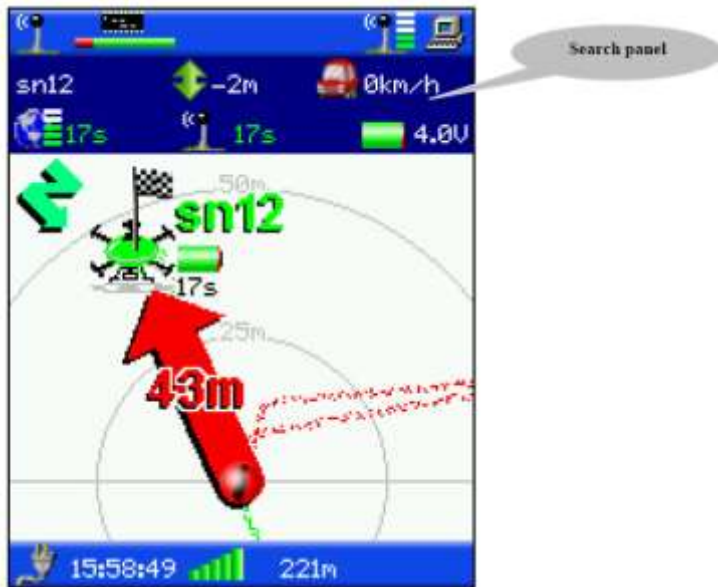 Search panel
sn12 -2m 0km/h
17s 17s 4.0V
50m
sn12
17s
25m
43m
15:58:49 221m